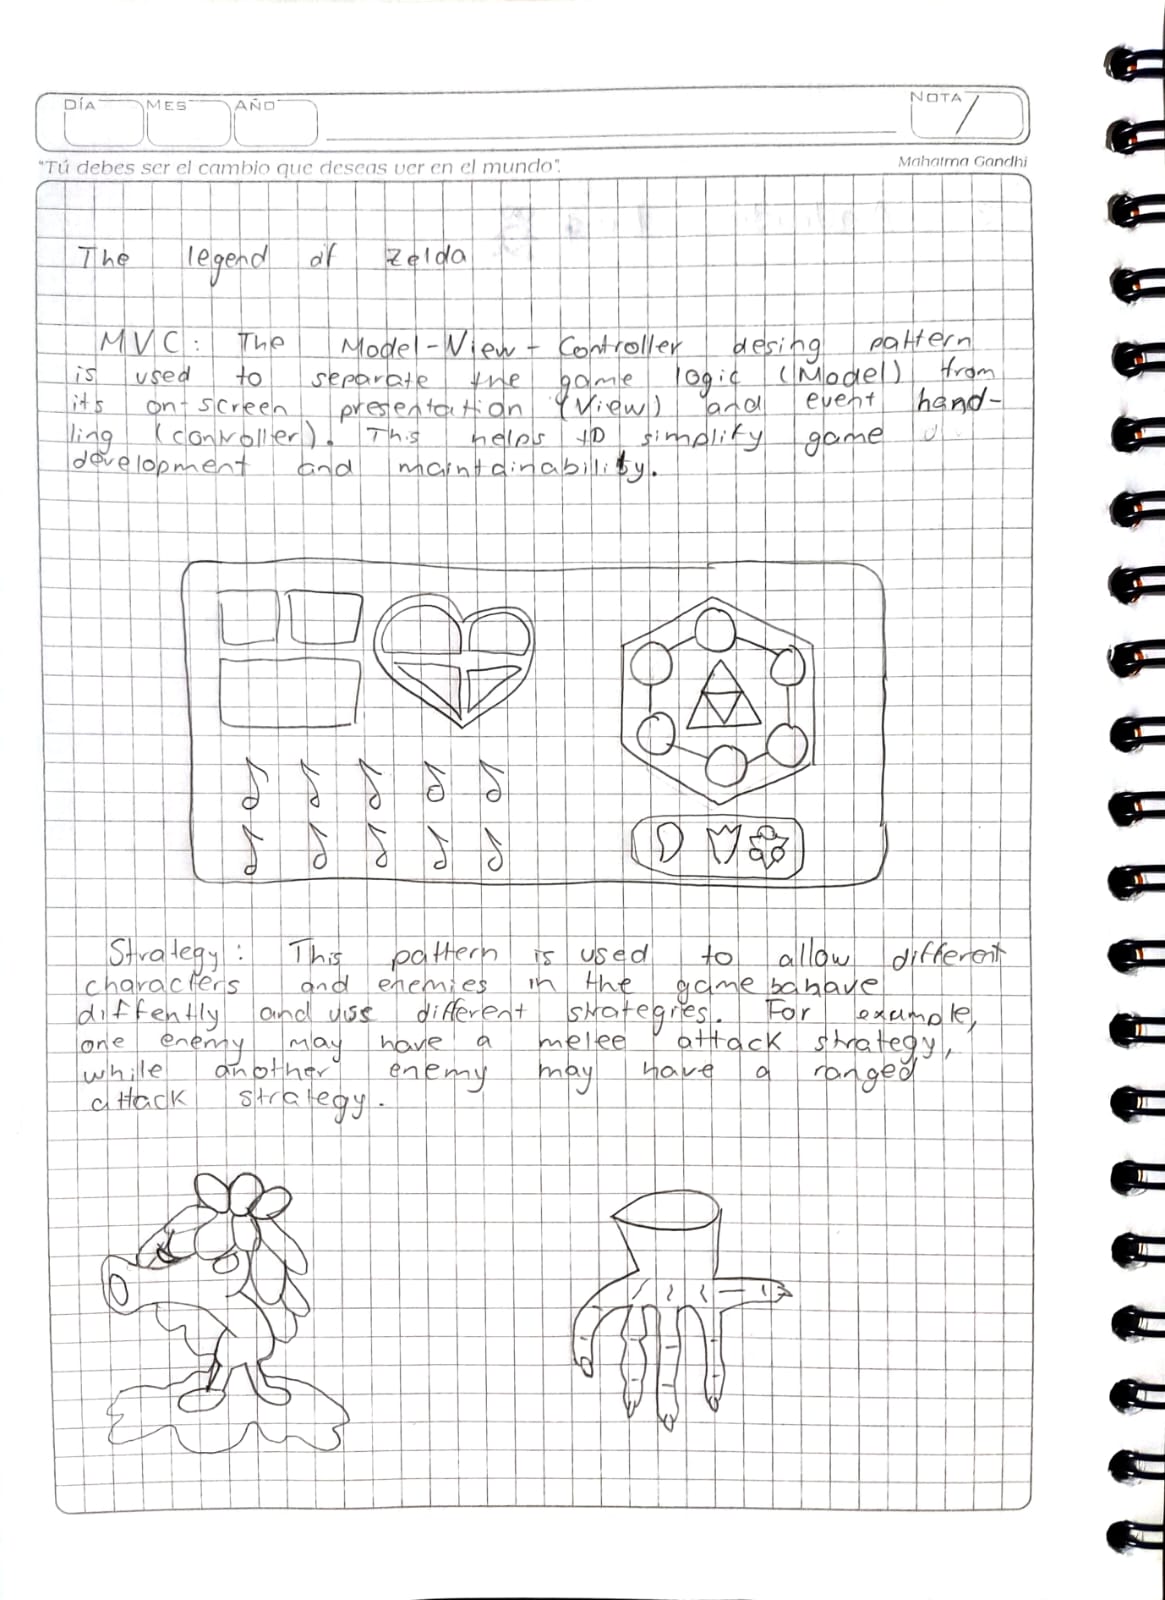 DÍA MES AÑO NOTA
"Tú debes ser el cambio que deseas ver en el mundo". Mahatma Gandhi
The legend of Zelda
MVC: The Model-View-Controller desing pattern
is used to separate the game logic (Model) from
its on-screen presentation (View) and event hand-
ling (controller). This helps to simplify game
development and maintainability.
Strategy: This pattern is used to allow different
characters and enemies in the game bahave
diffently and use different strategies. For example,
one enemy may have a melee attack strategy,
while another enemy may have a ranged
attack strategy.